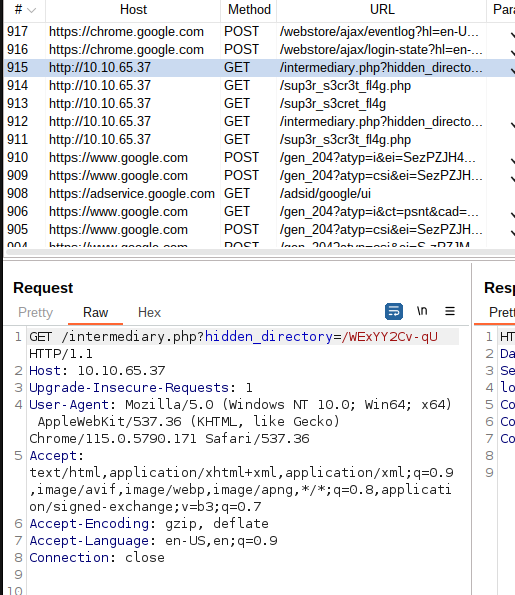 # Host Method URL Para
917 https://chrome.google.com POST /webstore/ajax/eventlog?hl=en-U...
916 https://chrome.google.com POST /webstore/ajax/login-state?hl=en-...
915 http://10.10.65.37 GET /intermediary.php?hidden_directo...
914 http://10.10.65.37 GET /sup3r_s3cr3t_fl4g.php
913 http://10.10.65.37 GET /sup3r_s3cret_fl4g
912 http://10.10.65.37 GET /intermediary.php?hidden_directo...
911 http://10.10.65.37 GET /sup3r_s3cr3t_fl4g.php
910 https://www.google.com POST /gen_204?atyp=i&ei=SezPZJH4...
909 https://www.google.com POST /gen_204?atyp=csi&ei=SezPZJH...
908 https://adservice.google.com GET /adsid/google/ui
906 https://www.google.com GET /gen_204?atyp=i&ct=psnt&cad=...
905 https://www.google.com POST /gen_204?atyp=csi&ei=SezPZJH...
904 https://www.google.com POST
Request
Resp
Pretty Raw Hex \n
Prett
1 GET /intermediary.php?hidden_directory=/WExYY2Cv-qU
HTTP/1.1
2 Host: 10.10.65.37
3 Upgrade-Insecure-Requests: 1
4 User-Agent: Mozilla/5.0 (Windows NT 10.0; Win64; x64)
AppleWebKit/537.36 (KHTML, like Gecko)
Chrome/115.0.5790.171 Safari/537.36
5 Accept:
text/html,application/xhtml+xml,application/xml;q=0.9
,image/avif,image/webp,image/apng,*/*;q=0.8,applicati
on/signed-exchange;v=b3;q=0.7
6 Accept-Encoding: gzip, deflate
7 Accept-Language: en-US,en;q=0.9
8 Connection: close
9
10
1 HT
2 Da
3 Se
4 lo
5 Co
6 Co
7 Co
8
9